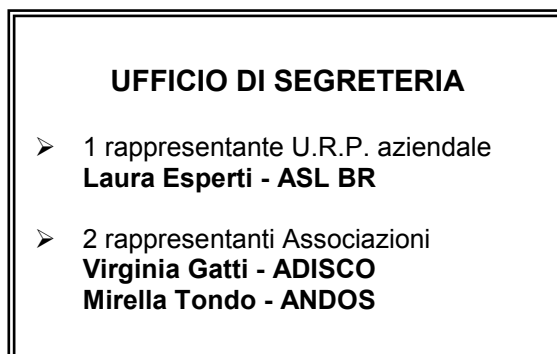 UFFICIO DI SEGRETERIA
➢ 1 rappresentante U.R.P. aziendale
Laura Esperti - ASL BR
➢ 2 rappresentanti Associazioni
Virginia Gatti - ADISCO
Mirella Tondo - ANDOS